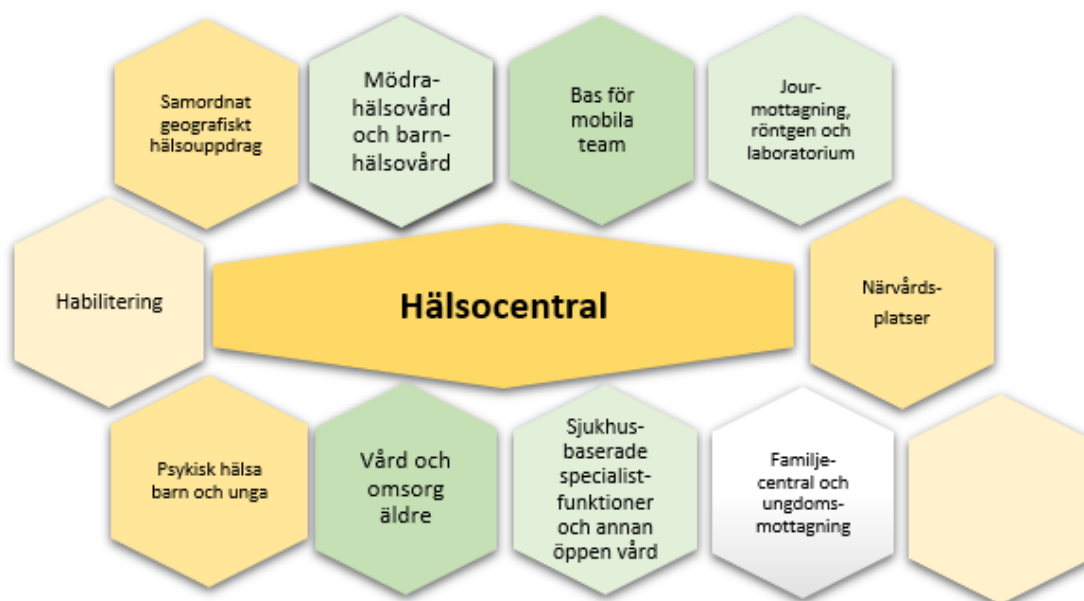 Samordnat
geografiskt
hälsouppdrag
Mödra-
hälsovård
och barn-
hälsovård
Bas för
mobila
team
Jour-
mottagning,
röntgen och
laboratorium
Habilitering
Hälsocentral
Närvårds-
platser
Psykisk hälsa
barn och unga
Vård och
omsorg
äldre
Sjukhus-
baserade
specialist-
funktioner
och annan
öppen vård
Familje-
central och
ungdoms-
mottagning